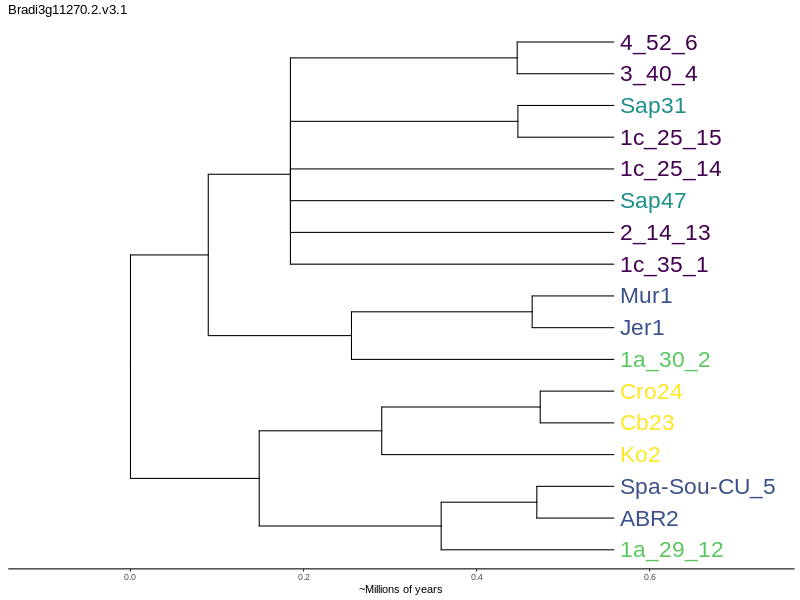 Bradi3g11270.2.v3.1
4_52_6
3_40_4
Sap31
1c_25_15
1c_25_14
Sap47
2_14_13
1c_35_1
Mur1
Jer1
1a_30_2
Cro24
Cb23
Ko2
Spa-Sou-CU_5
ABR2
1a_29_12
0.0 0.2 0.4 0.6
~Millions of years